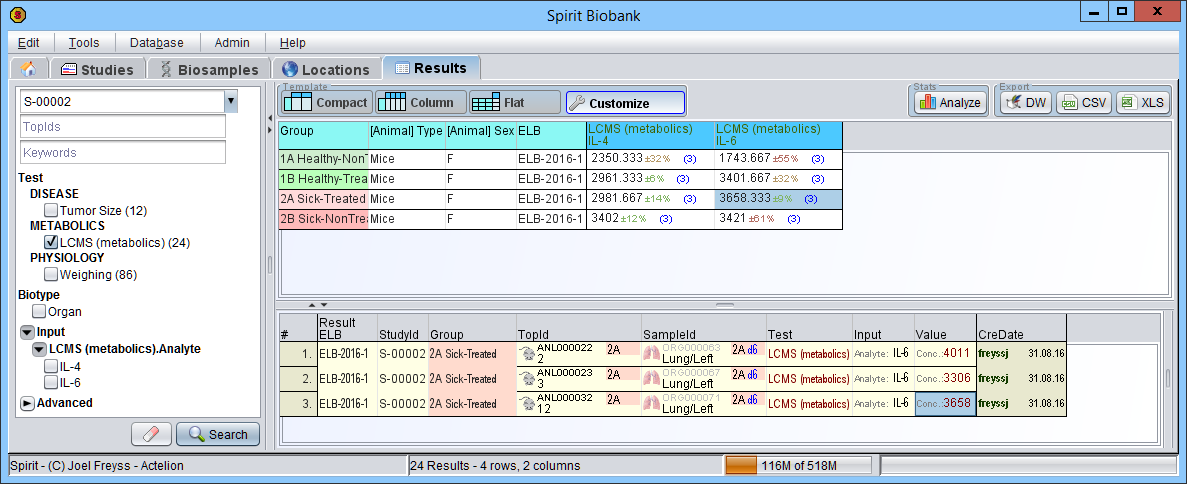 Spirit Biobank
Edit Tools Database Admin Help
Studies Biosamples Locations Results
S-00002
TopIds
Keywords
Test
DISEASE
Tumor Size (12)
METABOLICS
LCMS (metabolics) (24)
PHYSIOLOGY
Weighing (86)
Biotype
Organ
Input
LCMS (metabolics).Analyte
IL-4
IL-6
Advanced
Search
Template
Compact Column Flat Customize
Stats
Analyze
Export
DW CSV XLS
Group [Animal] Type [Animal] Sex ELB LCMS (metabolics) LCMS (metabolics)
IL-4 IL-6
1A Healthy-NonT Mice F ELB-2016-1 2350.333 ±32% (3) 1743.667 ±55% (3)
1B Healthy-Trea Mice F ELB-2016-1 2961.333 ±6% (3) 3401.667 ±32% (3)
2A Sick-Treated Mice F ELB-2016-1 2981.667 ±14% (3) 3658.333 ±9% (3)
2B Sick-NonTrea Mice F ELB-2016-1 3402 ±12% (3) 3421 ±61% (3)
Result
# ELB StudyId Group TopId SampleId Test Input Value CreDate
1. ELB-2016-1 S-00002 2A Sick-Treated ANL000022 2A ORG000063 2A d6 LCMS (metabolics) Analyte: IL-6 Conc.: 4011 freyssj 31.08.16
2 Lung/Left
2. ELB-2016-1 S-00002 2A Sick-Treated ANL000023 2A ORG000067 2A d6 LCMS (metabolics) Analyte: IL-6 Conc.: 3306 freyssj 31.08.16
3 Lung/Left
3. ELB-2016-1 S-00002 2A Sick-Treated ANL000032 2A ORG000071 2A d6 LCMS (metabolics) Analyte: IL-6 Conc.: 3658 freyssj 31.08.16
12 Lung/Left
Spirit - (C) Joel Freyss - Actelion 24 Results - 4 rows, 2 columns 116M of 518M